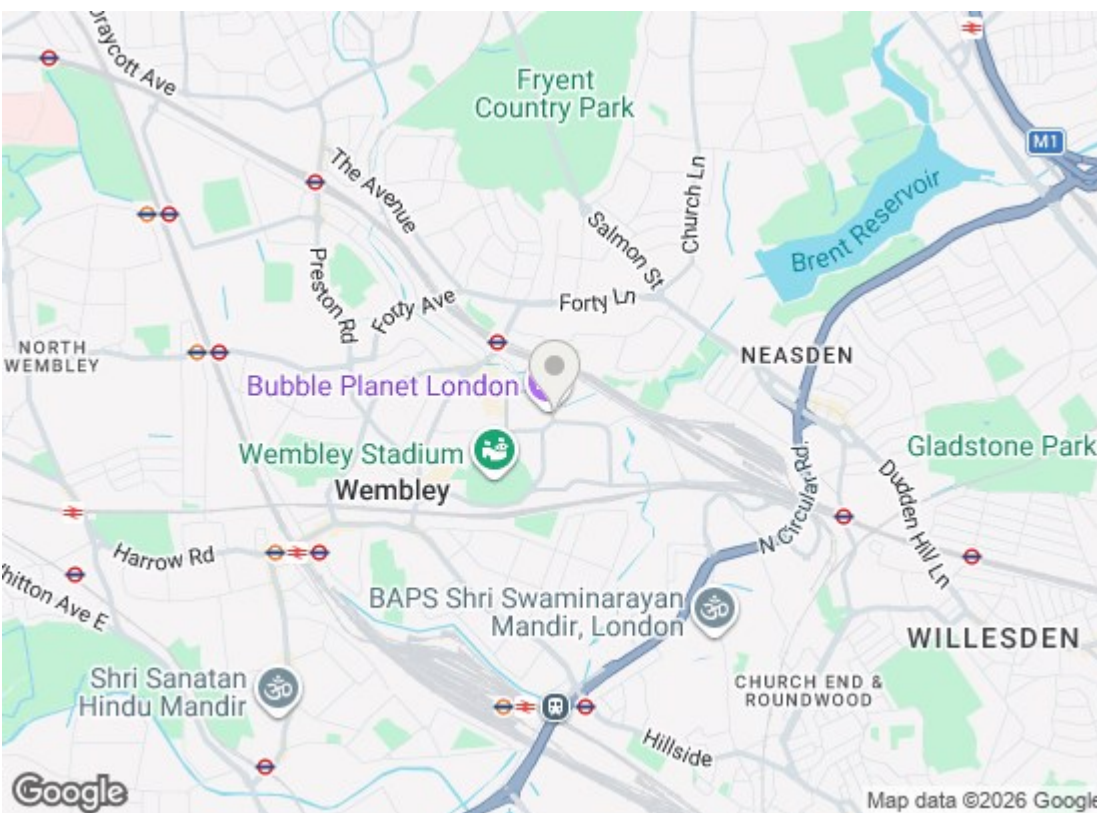 Draycott Ave
Fryent
Country Park
M1
The Avenue
Church Ln
Brent Reservoir
Salmon St
Preston Rd
Forty Ave
Forty Ln
NORTH
WEMBLEY
NEASDEN
Bubble Planet London
Wembley Stadium
Wembley
Gladstone Park
N Circular Rd.
Dudden Hill Ln
Harrow Rd
Whitton Ave E
BAPS Shri Swaminarayan
Mandir, London
WILLESDEN
Shri Sanatan
Hindu Mandir
CHURCH END &
ROUNDWOOD
Hillside
Google
Map data ©2026 Google